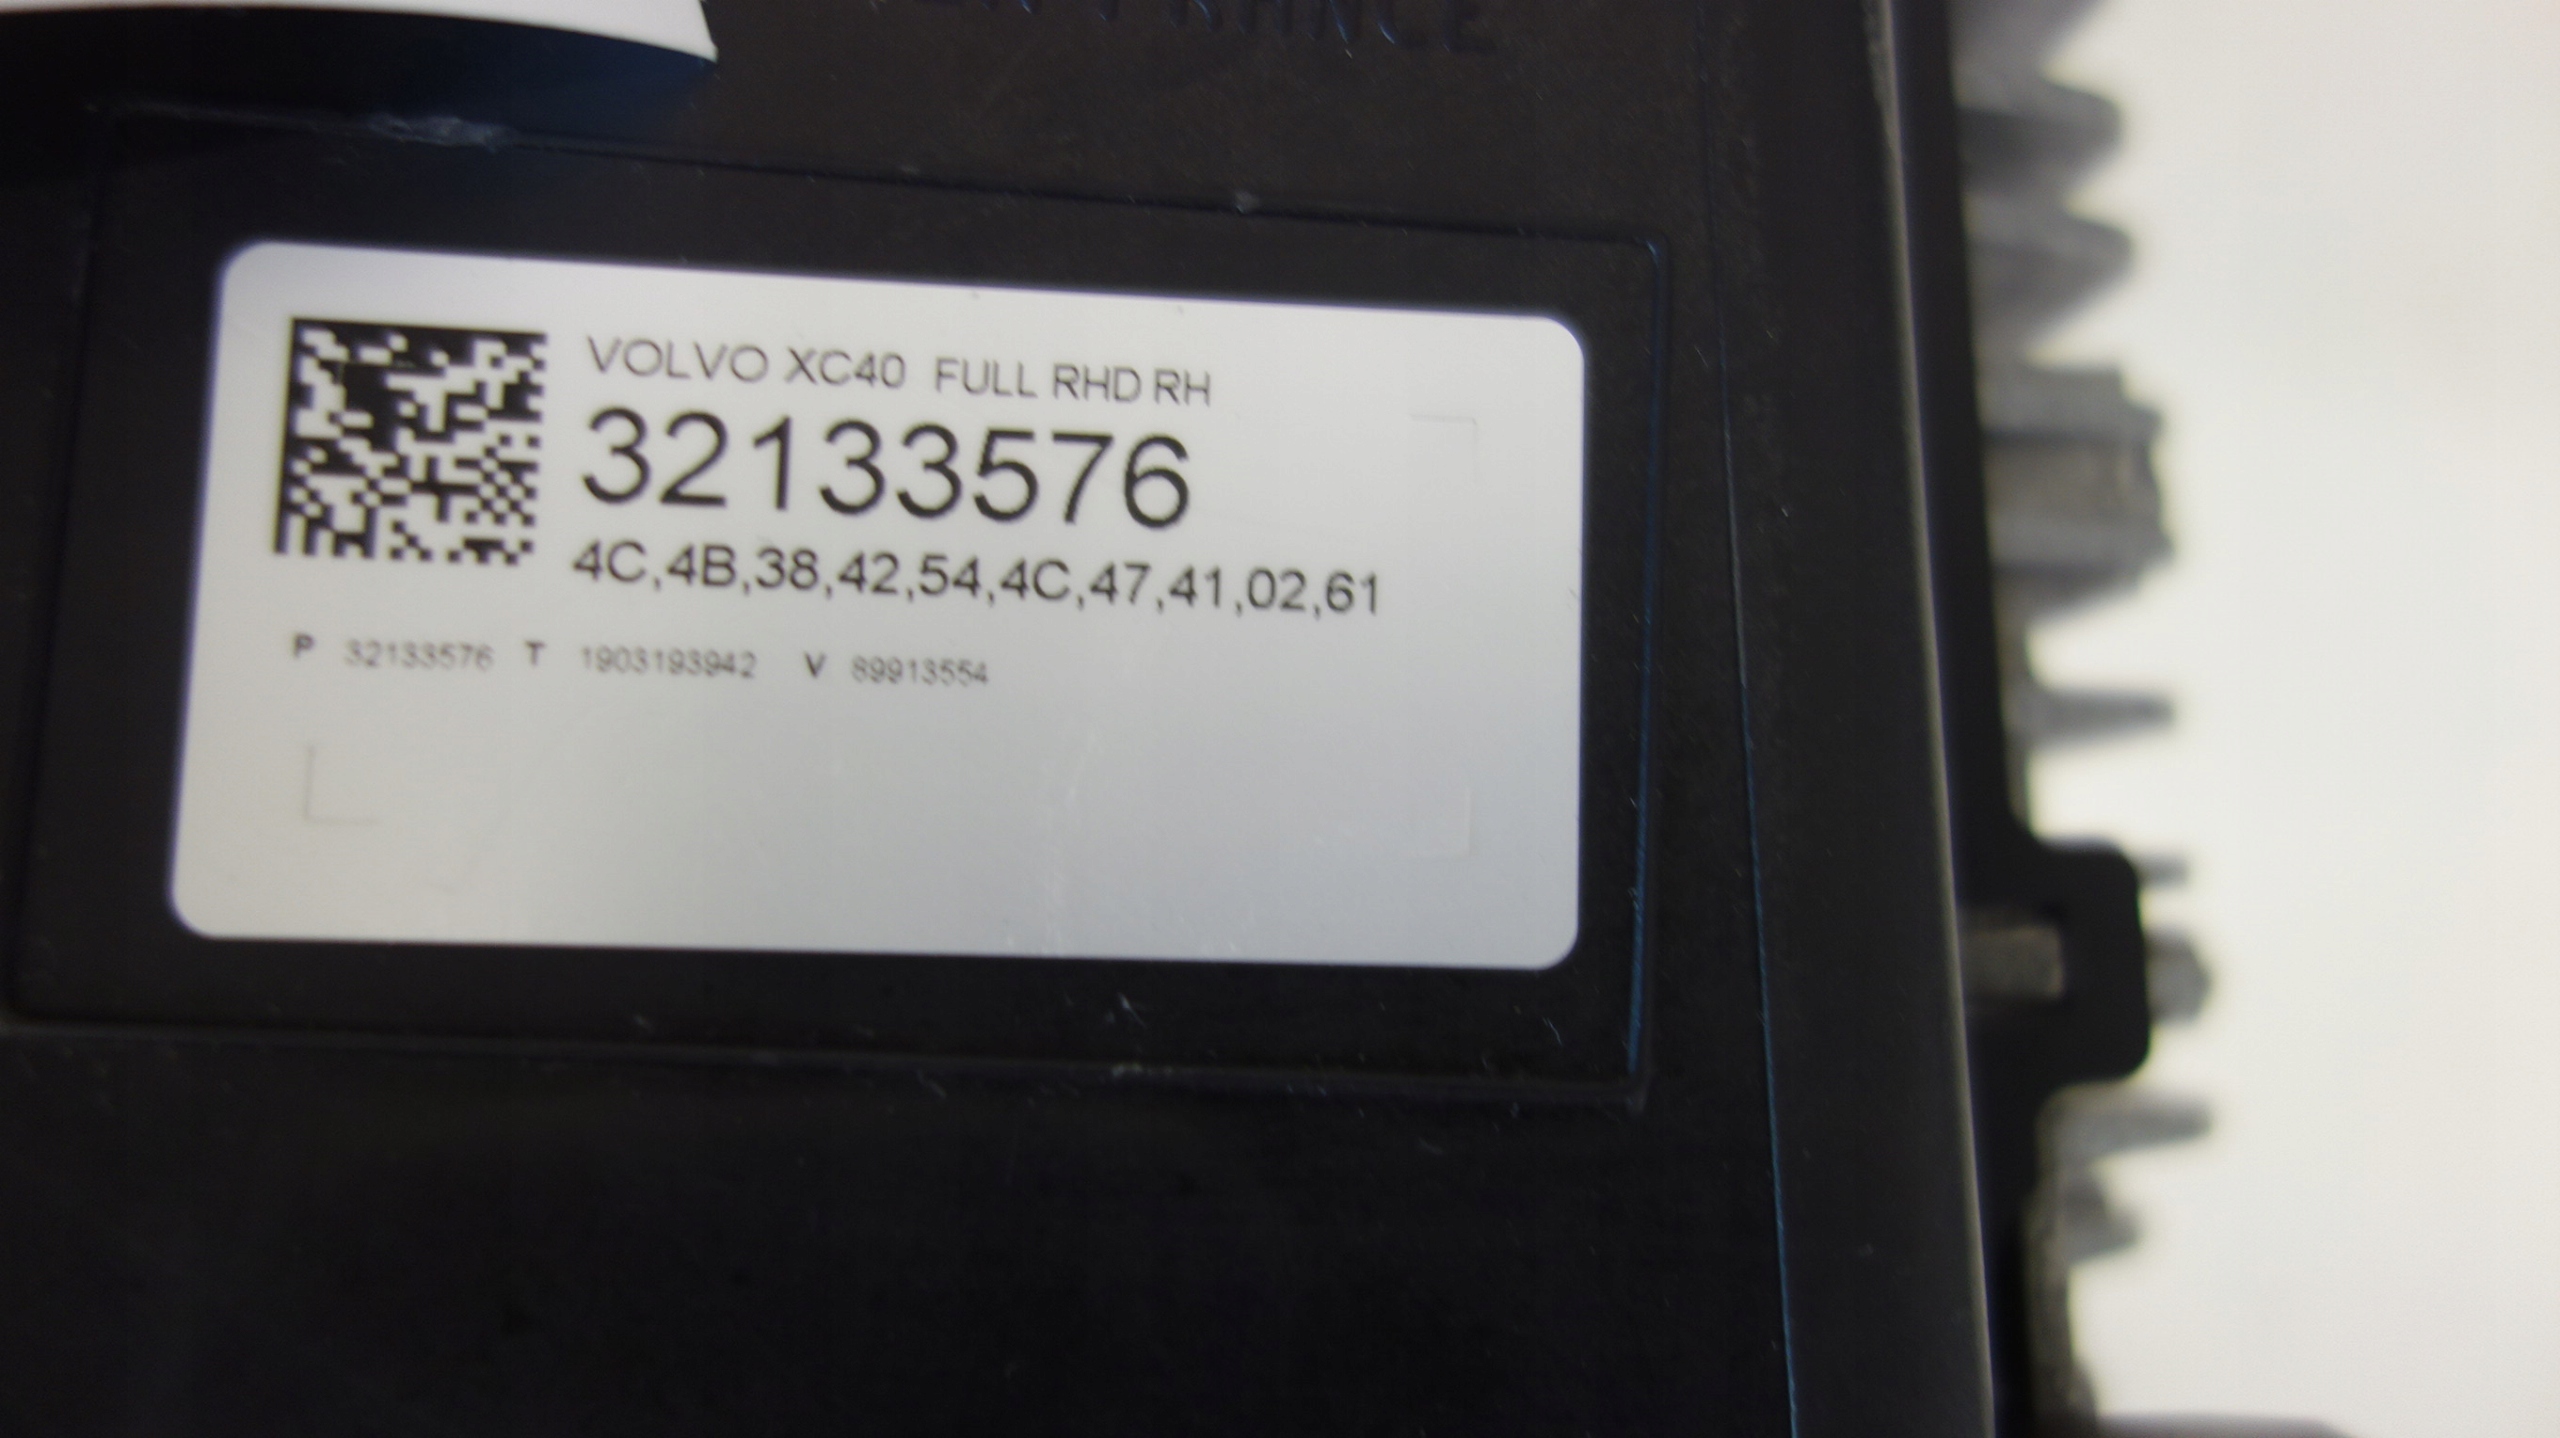 FRANCE
VOLVO XC40 FULL RHD RH
32133576
4C,4B,38,42,54,4C,47,41,02,61
P 32133576 T 1903193942 V 89913554